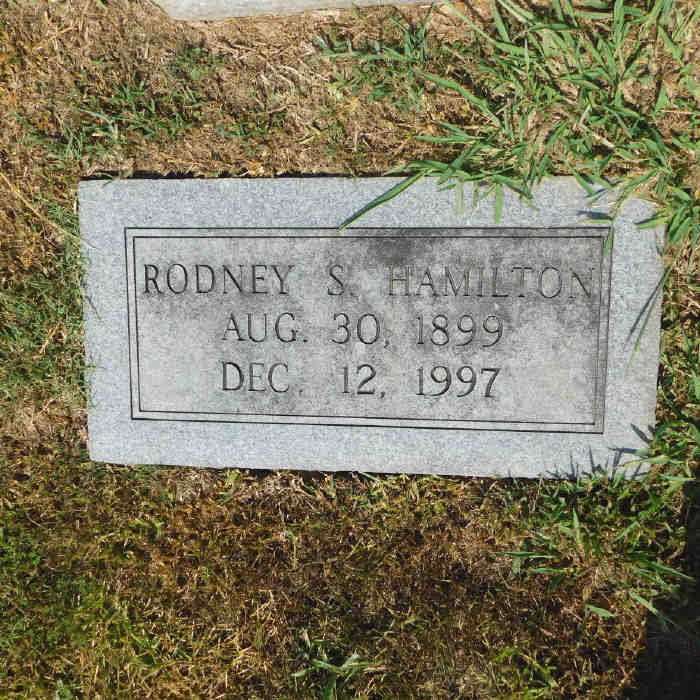 RODNEY S. HAMILTON
AUG. 30, 1899
DEC. 12, 1997